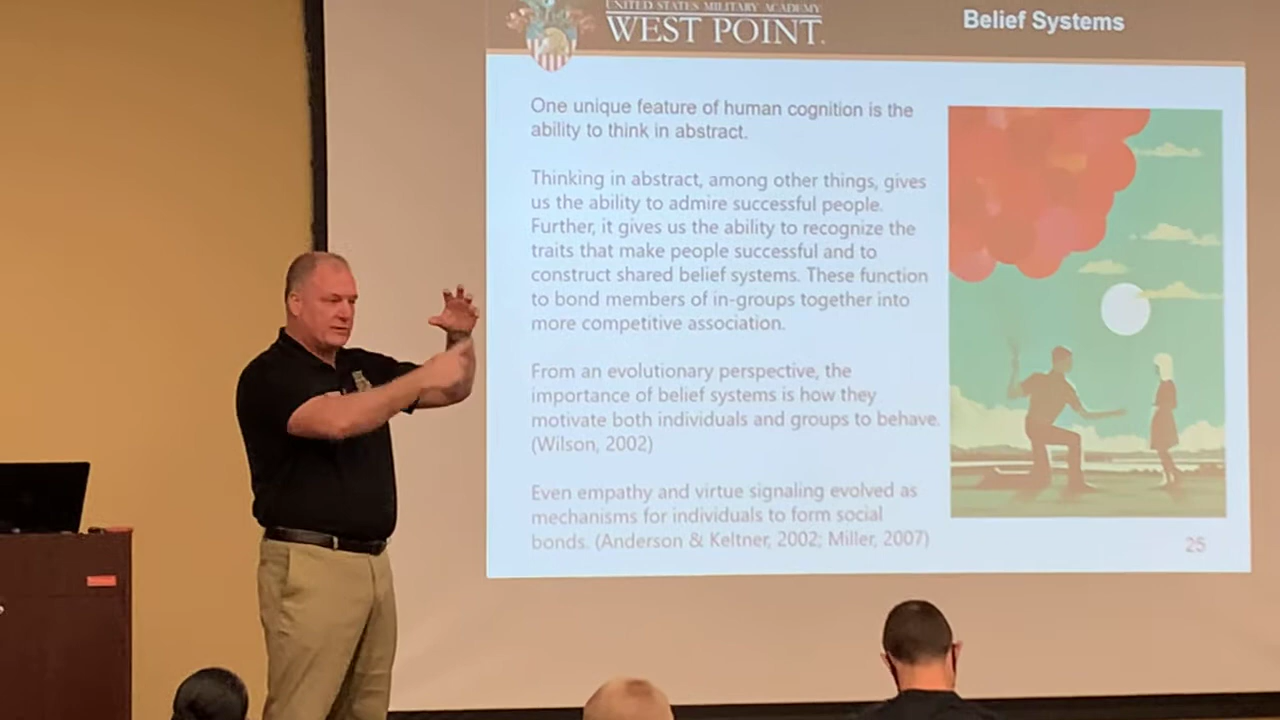 UNITED STATES MILITARY ACADEMY
WEST POINT.
Belief Systems
One unique feature of human cognition is the
ability to think in abstract.
Thinking in abstract, among other things, gives
us the ability to admire successful people.
Further, it gives us the ability to recognize the
traits that make people successful and to
construct shared belief systems. These function
to bond members of in-groups together into
more competitive association.
From an evolutionary perspective, the
importance of belief systems is how they
motivate both individuals and groups to behave.
(Wilson, 2002)
Even empathy and virtue signaling evolved as
mechanisms for individuals to form social
bonds. (Anderson & Keltner, 2002; Miller, 2007)
25